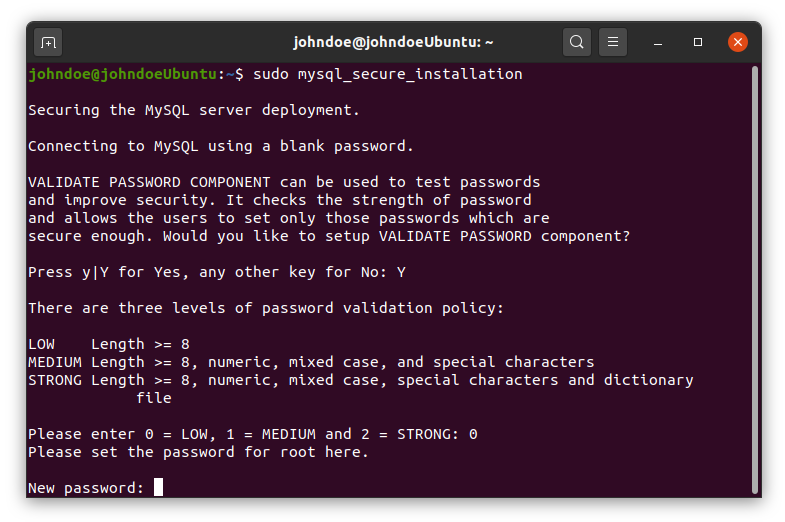 johndoe@johndoeUbuntu: ~
johndoe@johndoeUbuntu:~$ sudo mysql_secure_installation
Securing the MySQL server deployment.
Connecting to MySQL using a blank password.
VALIDATE PASSWORD COMPONENT can be used to test passwords
and improve security. It checks the strength of password
and allows the users to set only those passwords which are
secure enough. Would you like to setup VALIDATE PASSWORD component?
Press y|Y for Yes, any other key for No: Y
There are three levels of password validation policy:
LOW    Length >= 8
MEDIUM Length >= 8, numeric, mixed case, and special characters
STRONG Length >= 8, numeric, mixed case, special characters and dictionary
            file
Please enter 0 = LOW, 1 = MEDIUM and 2 = STRONG: 0
Please set the password for root here.
New password: